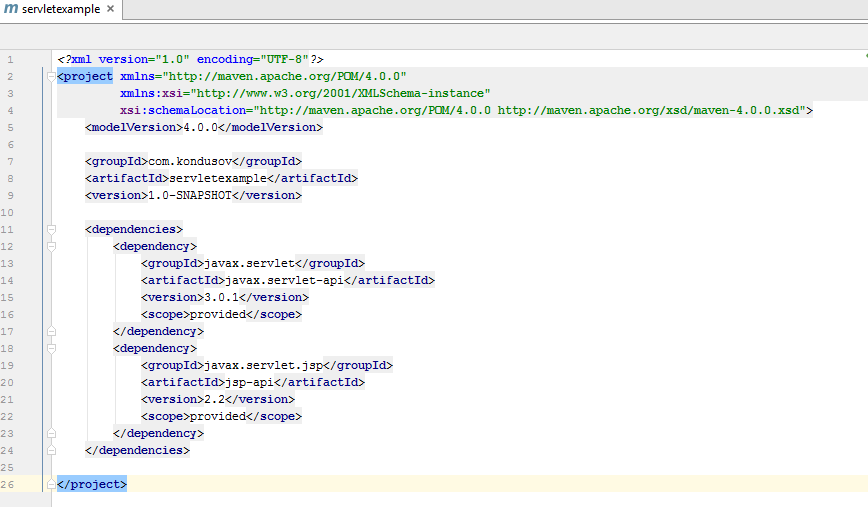 m servletexample ×
1 <?xml version="1.0" encoding="UTF-8"?>
2 <project xmlns="http://maven.apache.org/POM/4.0.0"
3          xmlns:xsi="http://www.w3.org/2001/XMLSchema-instance"
4          xsi:schemaLocation="http://maven.apache.org/POM/4.0.0 http://maven.apache.org/xsd/maven-4.0.0.xsd">
5     <modelVersion>4.0.0</modelVersion>
6
7     <groupId>com.kondusov</groupId>
8     <artifactId>servletexample</artifactId>
9     <version>1.0-SNAPSHOT</version>
10
11     <dependencies>
12         <dependency>
13             <groupId>javax.servlet</groupId>
14             <artifactId>javax.servlet-api</artifactId>
15             <version>3.0.1</version>
16             <scope>provided</scope>
17         </dependency>
18         <dependency>
19             <groupId>javax.servlet.jsp</groupId>
20             <artifactId>jsp-api</artifactId>
21             <version>2.2</version>
22             <scope>provided</scope>
23         </dependency>
24     </dependencies>
25
26 </project>